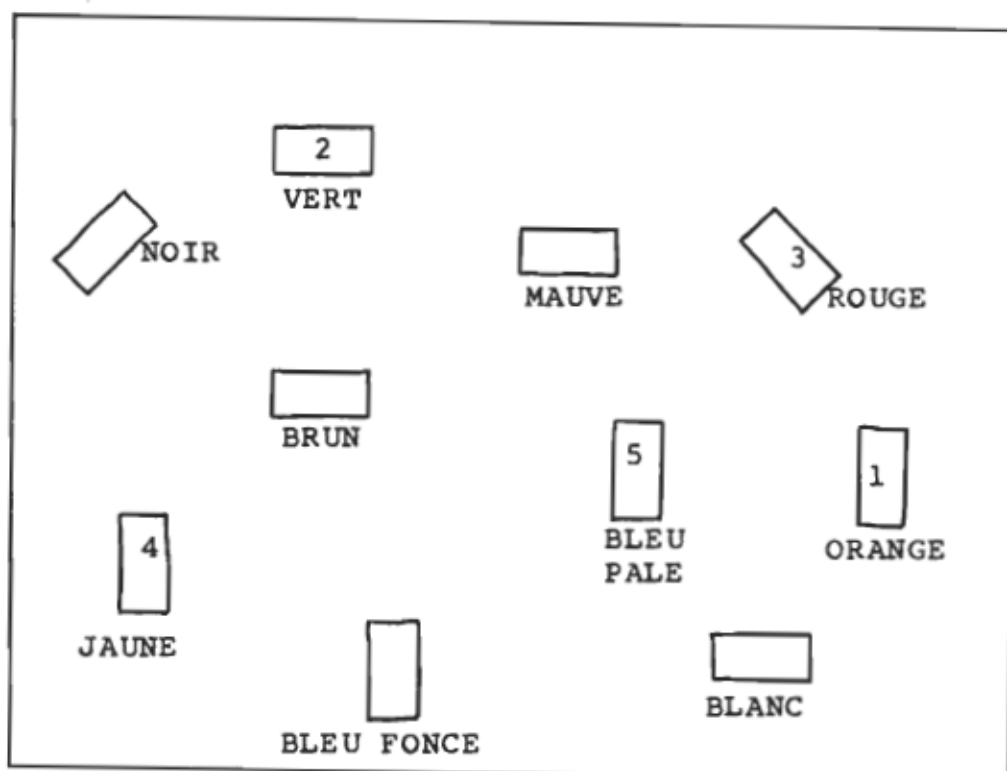 2
VERT
NOIR
MAUVE
3
ROUGE
BRUN
5
BLEU
PALE
1
ORANGE
4
JAUNE
BLEU FONCE
BLANC